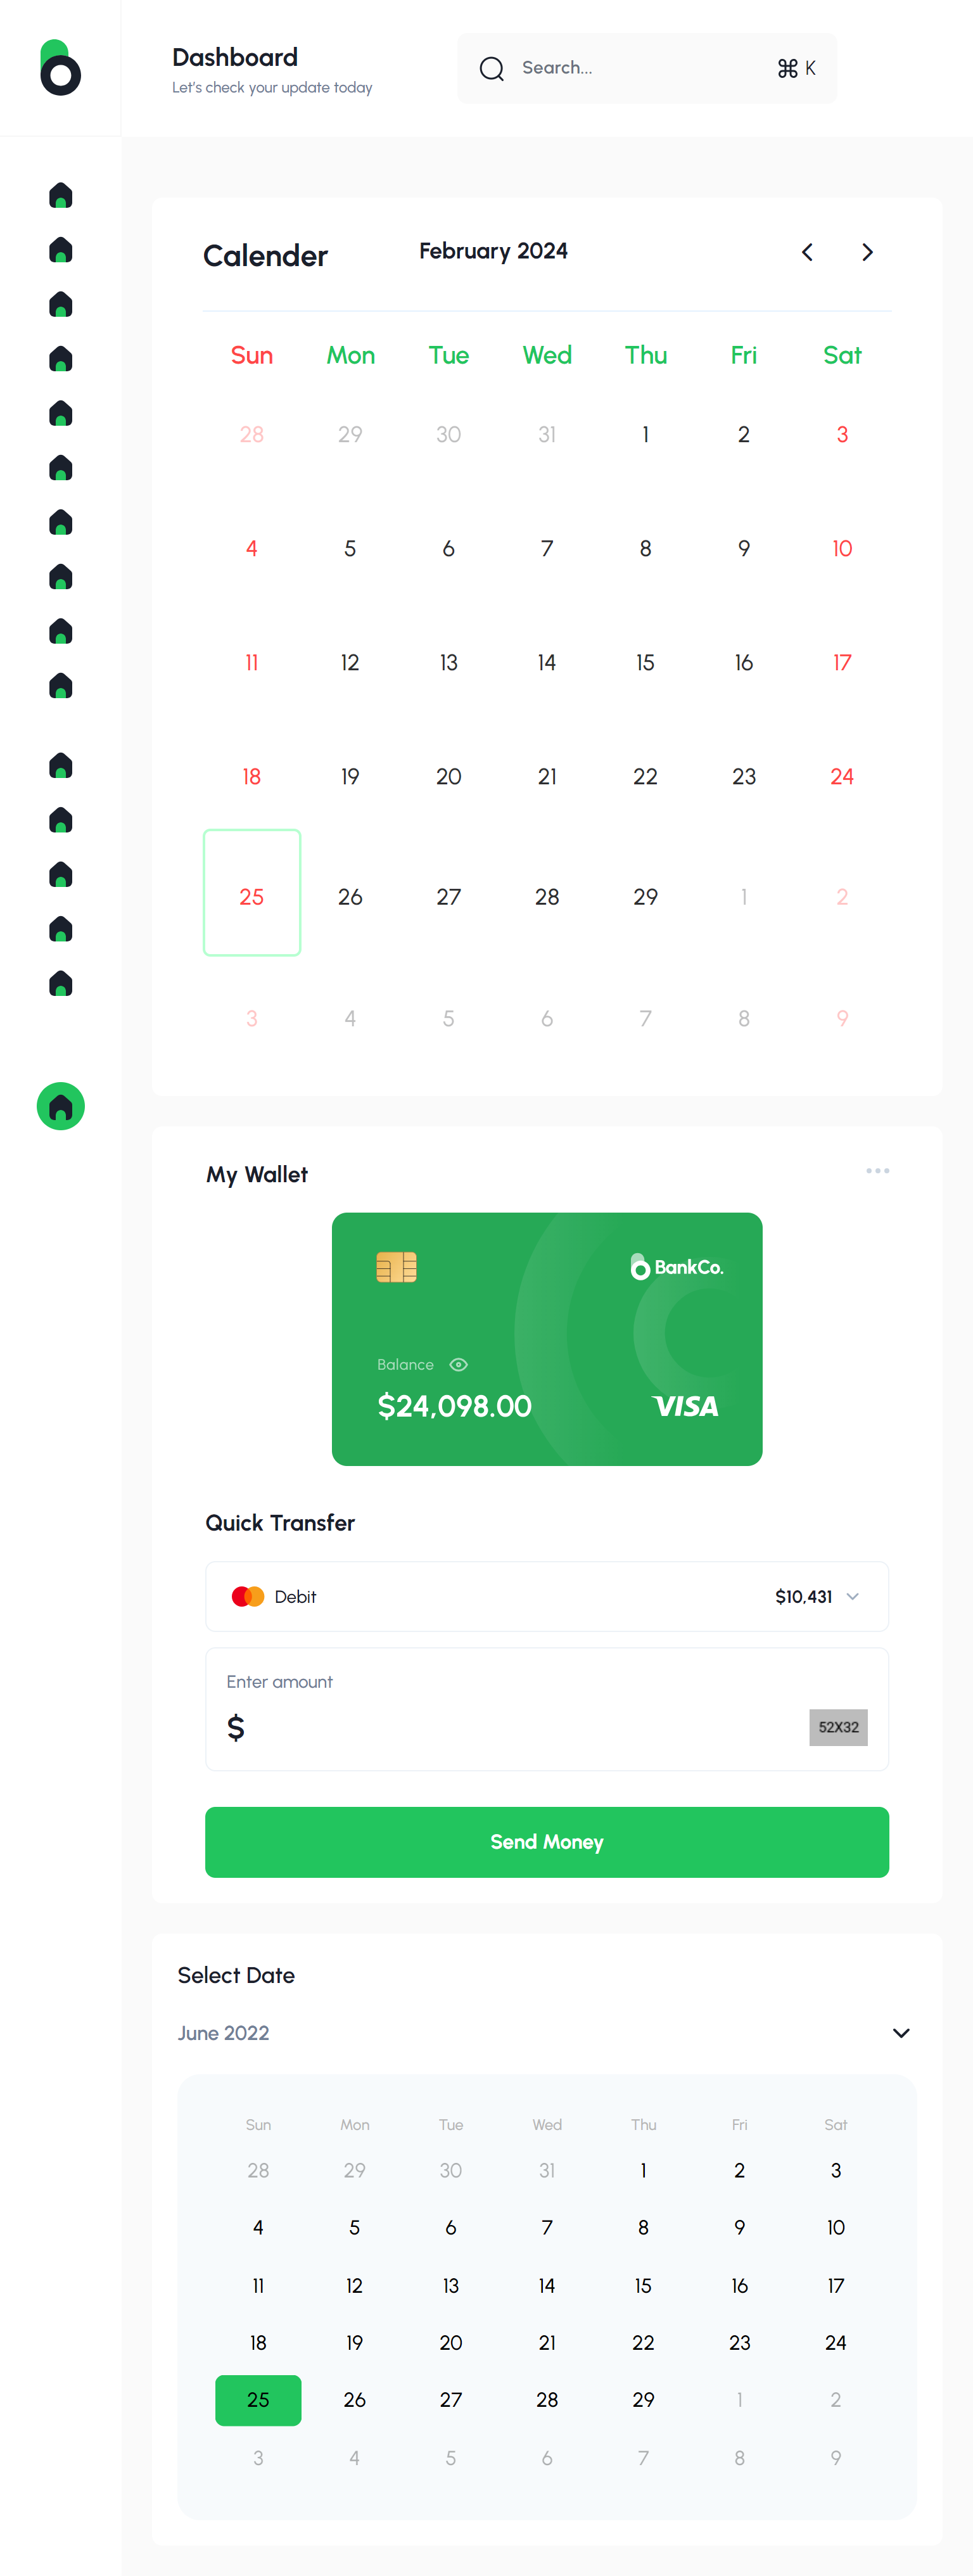 Dashboard
Let's check your update today
Search...
⌘ K
Calender
February 2024
Sun Mon Tue Wed Thu Fri Sat
28 29 30 31 1 2 3
4 5 6 7 8 9 10
11 12 13 14 15 16 17
18 19 20 21 22 23 24
25 26 27 28 29 1 2
3 4 5 6 7 8 9
My Wallet
BankCo.
Balance
$24,098.00
VISA
Quick Transfer
Debit $10,431
Enter amount
$
52X32
Send Money
Select Date
June 2022
Sun Mon Tue Wed Thu Fri Sat
28 29 30 31 1 2 3
4 5 6 7 8 9 10
11 12 13 14 15 16 17
18 19 20 21 22 23 24
25 26 27 28 29 1 2
3 4 5 6 7 8 9